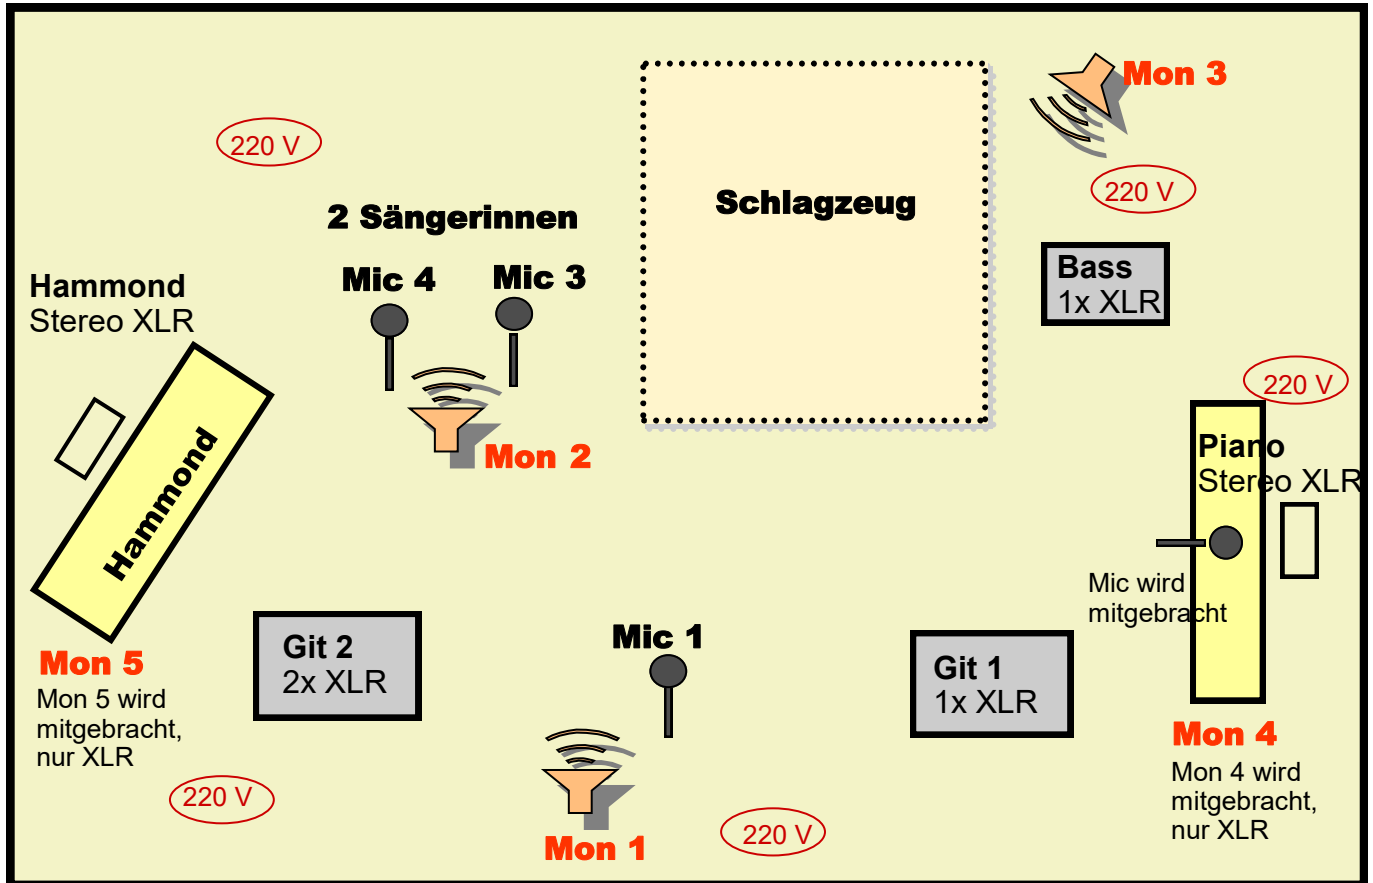 Mon 3
220 V
220 V
Schlagzeug
2 Sängerinnen
Mic 4
Mic 3
Hammond
Stereo XLR
Bass
1x XLR
220 V
Hammond
Mon 2
Piano
Stereo XLR
Mic wird
mitgebracht
Mic 1
Git 2
2x XLR
Git 1
1x XLR
Mon 5
Mon 5 wird
mitgebracht,
nur XLR
Mon 4
Mon 4 wird
mitgebracht,
nur XLR
220 V
220 V
Mon 1